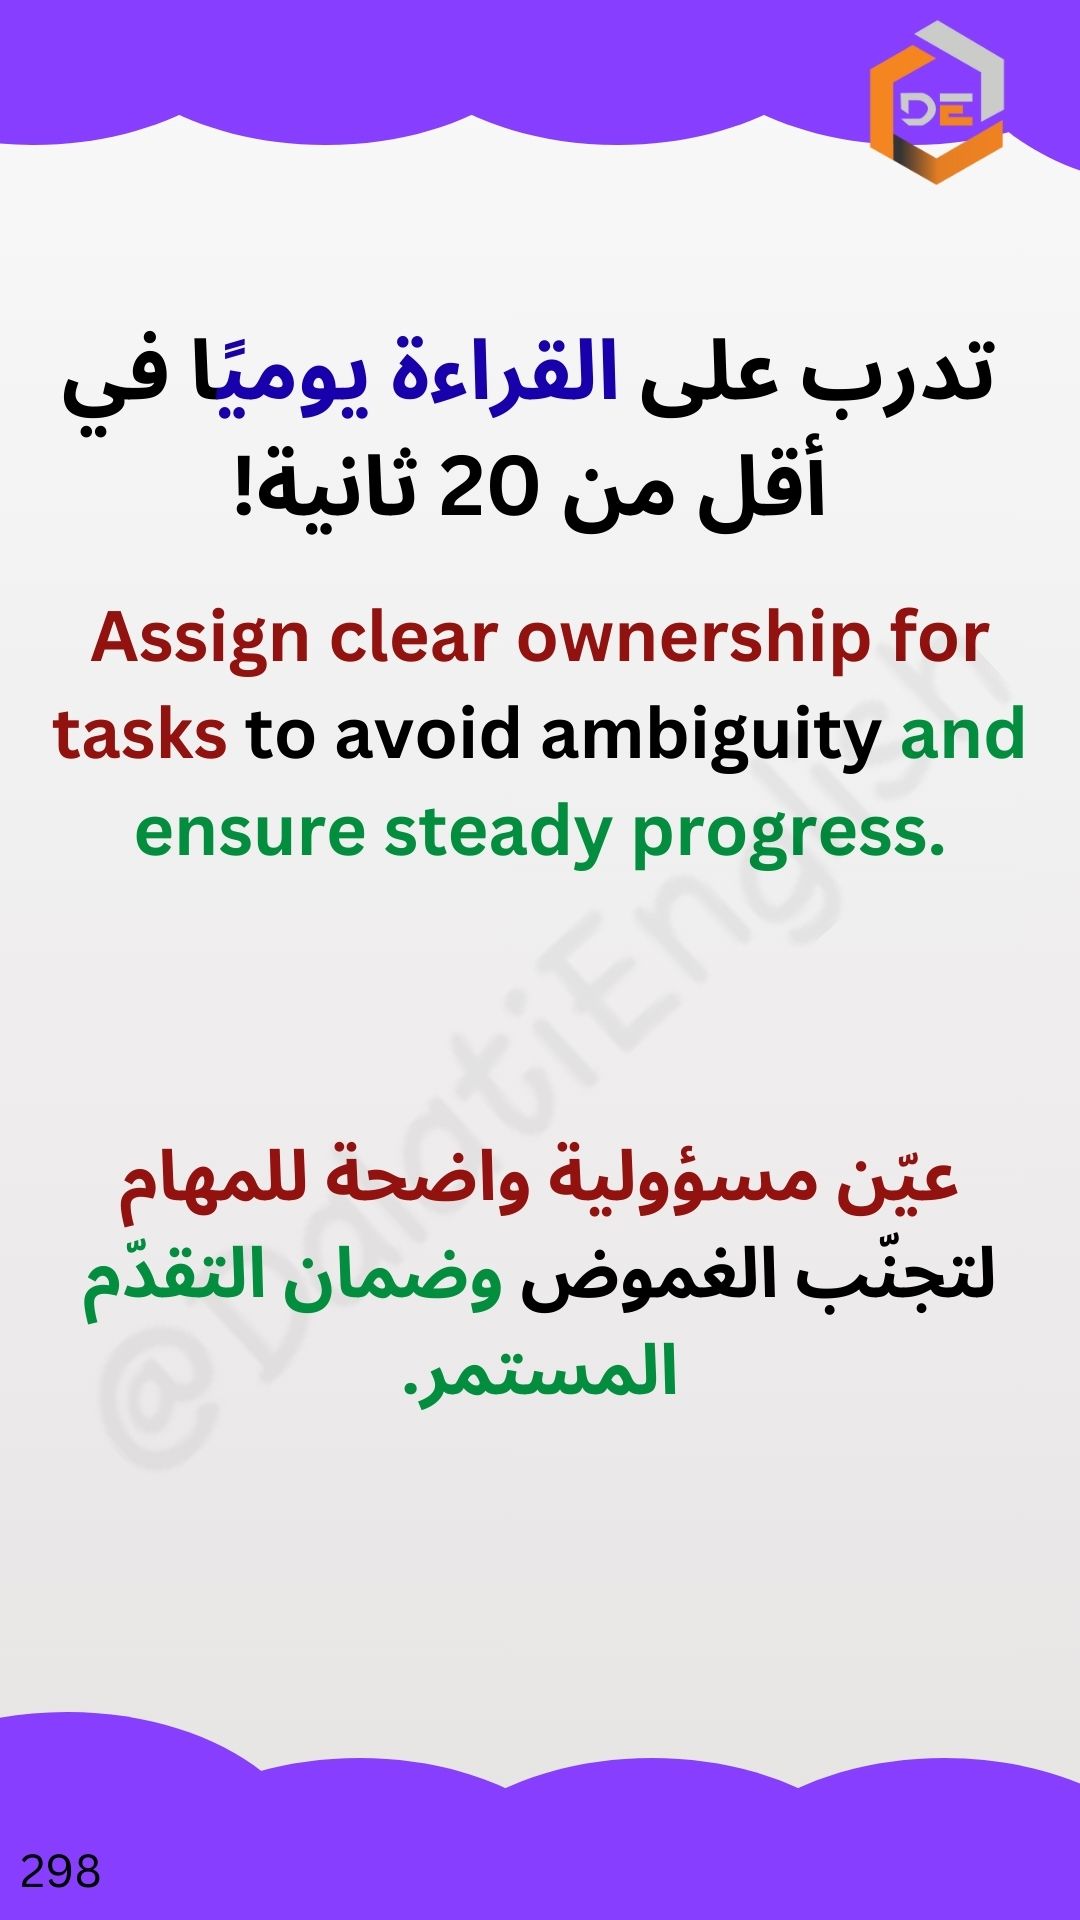 DE
تدرب على القراءة يوميًا في
أقل من 20 ثانية!
Assign clear ownership for
tasks to avoid ambiguity and
ensure steady progress.
@DalatiEnglish
عيّن مسؤولية واضحة للمهام
لتجنّب الغموض وضمان التقدّم
المستمر.
298